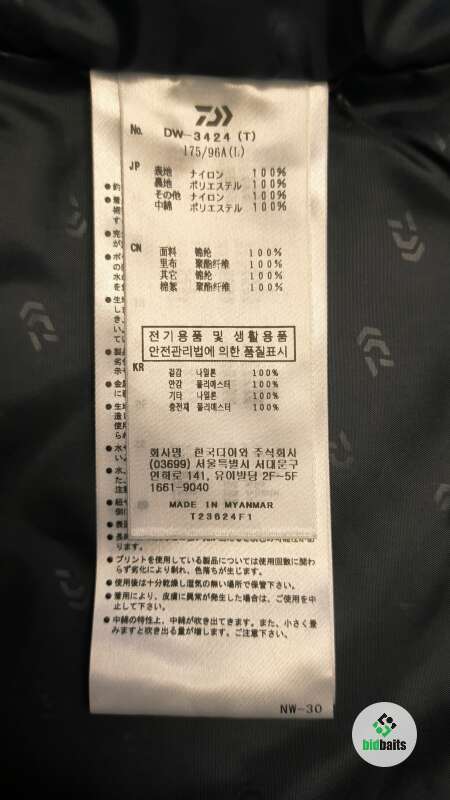 No. DW-3424 (T)
175/96A(L)
JP 表地 ナイロン 100%
裏地 ポリエステル 100%
その他 ナイロン 100%
中綿 ポリエステル 100%
CN 面料 锦纶 100%
里布 聚酯纤维 100%
其它 锦纶 100%
棉絮 聚酯纤维 100%
전기용품 및 생활용품
안전관리법에 의한 품질표시
KR 겉감 나일론 100%
안감 폴리에스터 100%
기타 나일론 100%
충전재 폴리에스터 100%
회사명 한국다이와 주식회사
(03699) 서울특별시 서대문구
연희로 141, 유아빌딩 2F-5F
1661-9040
MADE IN MYANMAR
T23624F1
ります。
●プリントを使用している製品については使用回数に関わ
らず劣化により剥れ、色落ちが生じます。
●使用後は十分乾燥し湿気の無い場所で保管下さい。
●着用により、皮膚に異常が発生した場合は、ご使用を中
止して下さい。
●中綿の特性上、中綿が吹き出てきます。また、小さく畳
みますと吹き出る量が増します。ご注意下さい。
NW-30
bidbaits